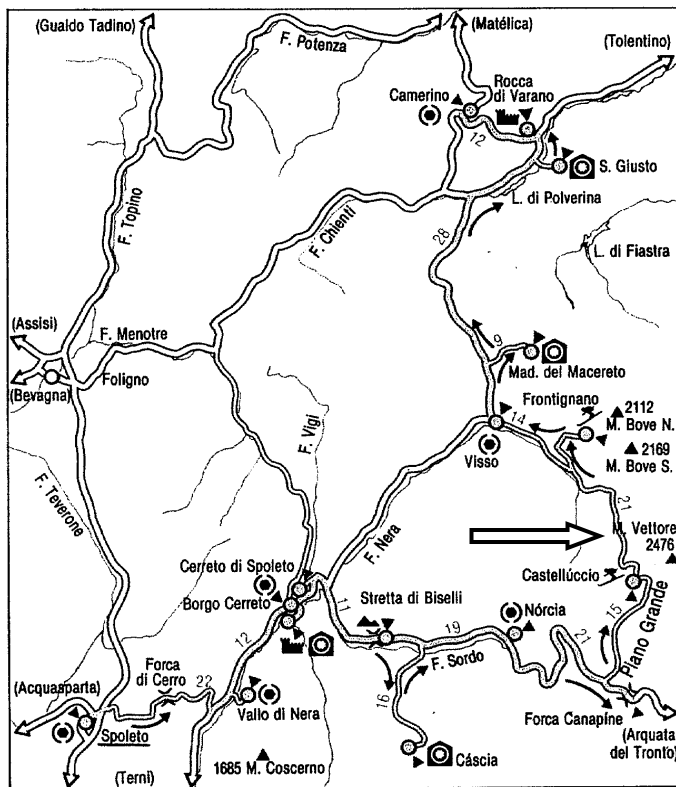 (Gualdo Tadino)
F. Potenza
(Matélica)
(Tolentino)
Camerino
Rocca
di Varano
12
S. Giusto
L. di Polverina
F. Topino
F. Chienti
28
L. di Fiastra
(Assisi)
F. Menotre
9
Mad. del Macereto
(Bevagna)
Foligno
Frontignano
2112
M. Bove N.
14
F. Vigi
Visso
2169
M. Bove S.
F. Teverone
F. Nera
21
M. Vettore
2476
Cerreto di Spoleto
Castellúccio
Borgo Cerreto
11
Stretta di Biselli
Nórcia
15
Piano Grande
12
19
21
Forca
di Cerro
22
F. Sordo
(Acquasparta)
16
Vallo di Nera
Forca Canapine
Spoleto
(Arquata
del Tronto)
Cáscia
(Terni)
1685 M. Coscerno